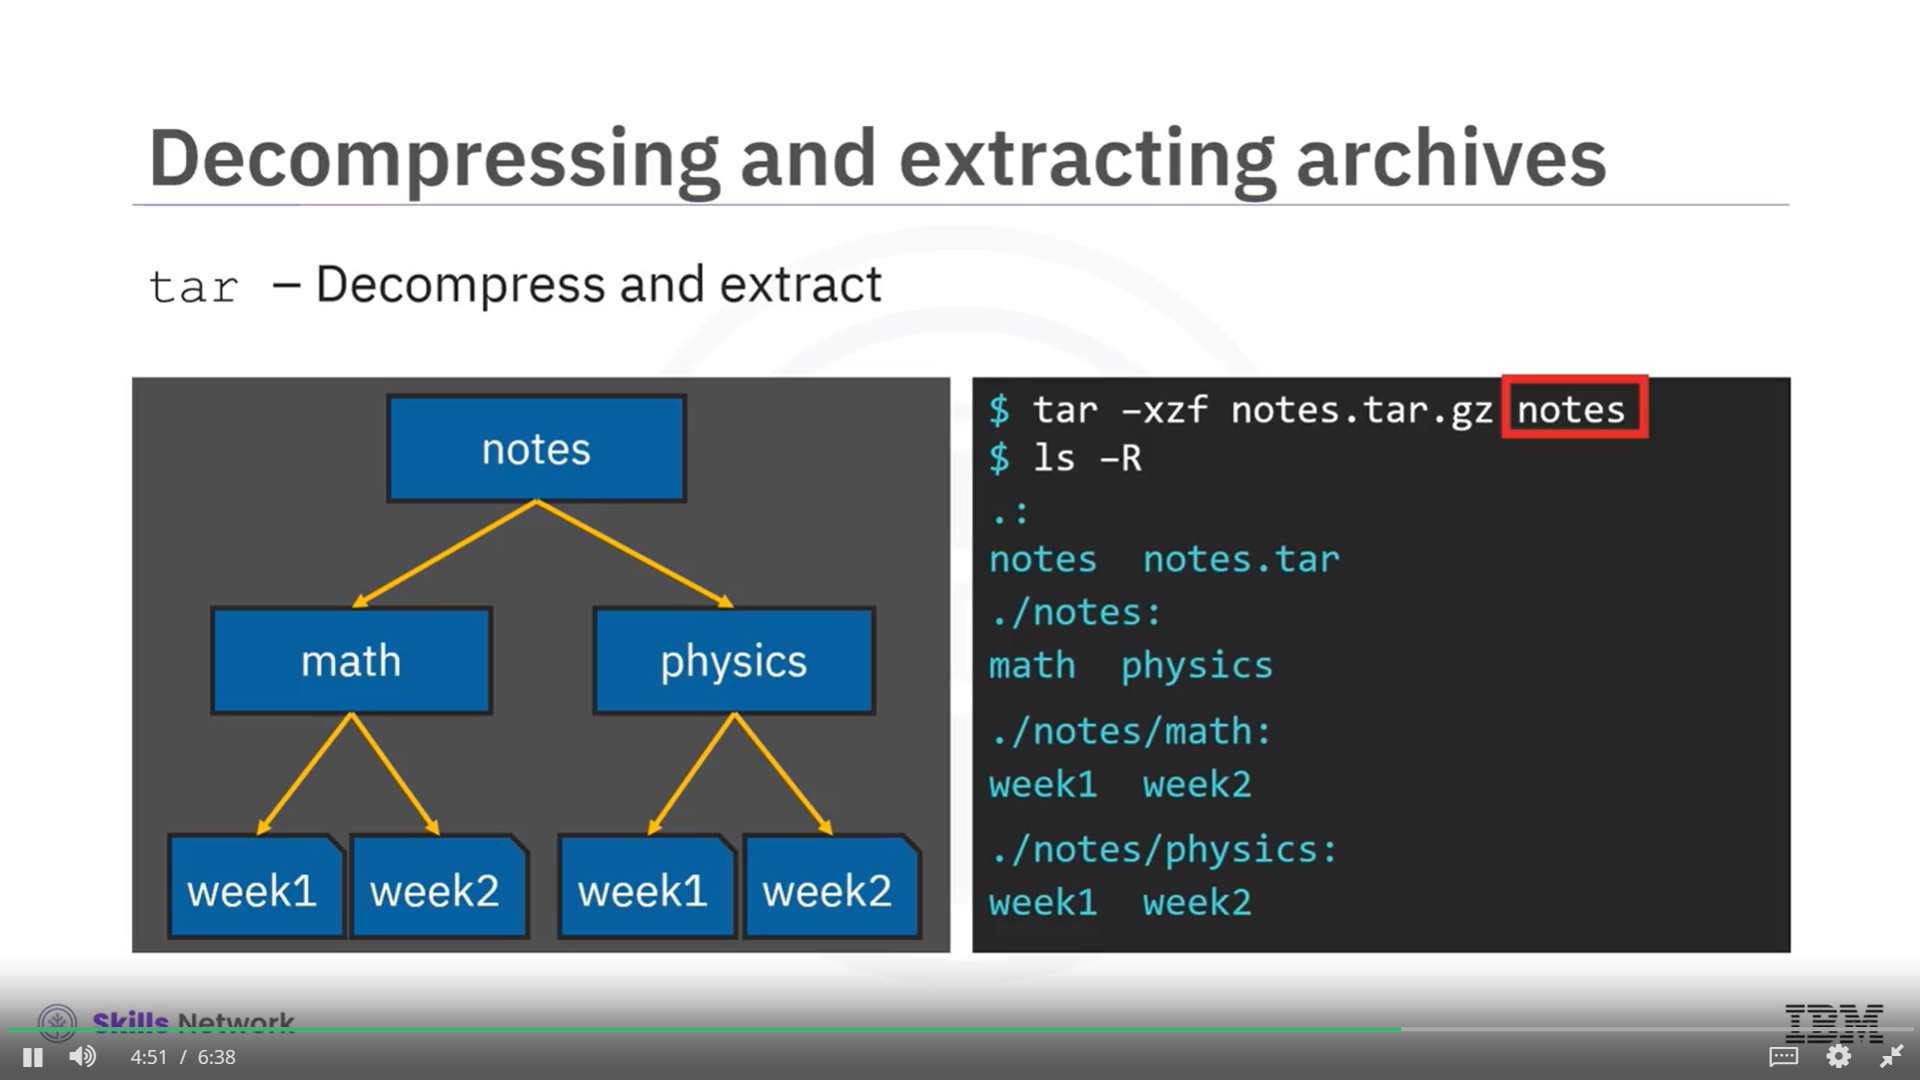 Decompressing and extracting archives
tar – Decompress and extract
notes
math physics
week1 week2 week1 week2
$ tar –xzf notes.tar.gz notes
$ ls –R
.:
notes notes.tar
./notes:
math physics
./notes/math:
week1 week2
./notes/physics:
week1 week2
Skills Network
IBM
4:51 / 6:38